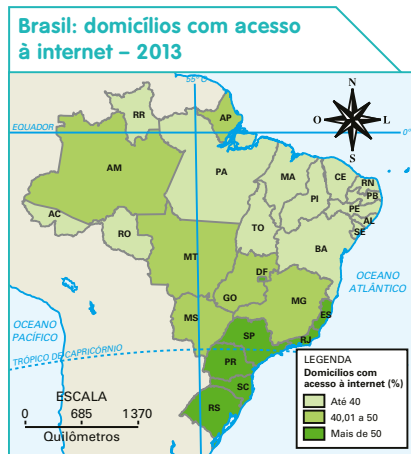 Brasil: domicílios com acesso
à internet – 2013
55° O
N
O
L
S
EQUADOR
0°
RR
AP
AM
PA
MA
CE
RN
PB
PE
AL
SE
PI
AC
RO
TO
BA
MT
DF
GO
MG
ES
MS
SP
RJ
PR
SC
RS
OCEANO
ATLÂNTICO
OCEANO
PACÍFICO
TRÓPICO DE CAPRICÓRNIO
ESCALA
0 685 1370
Quilômetros
LEGENDA
Domicílios com
acesso à internet (%)
Até 40
40,01 a 50
Mais de 50